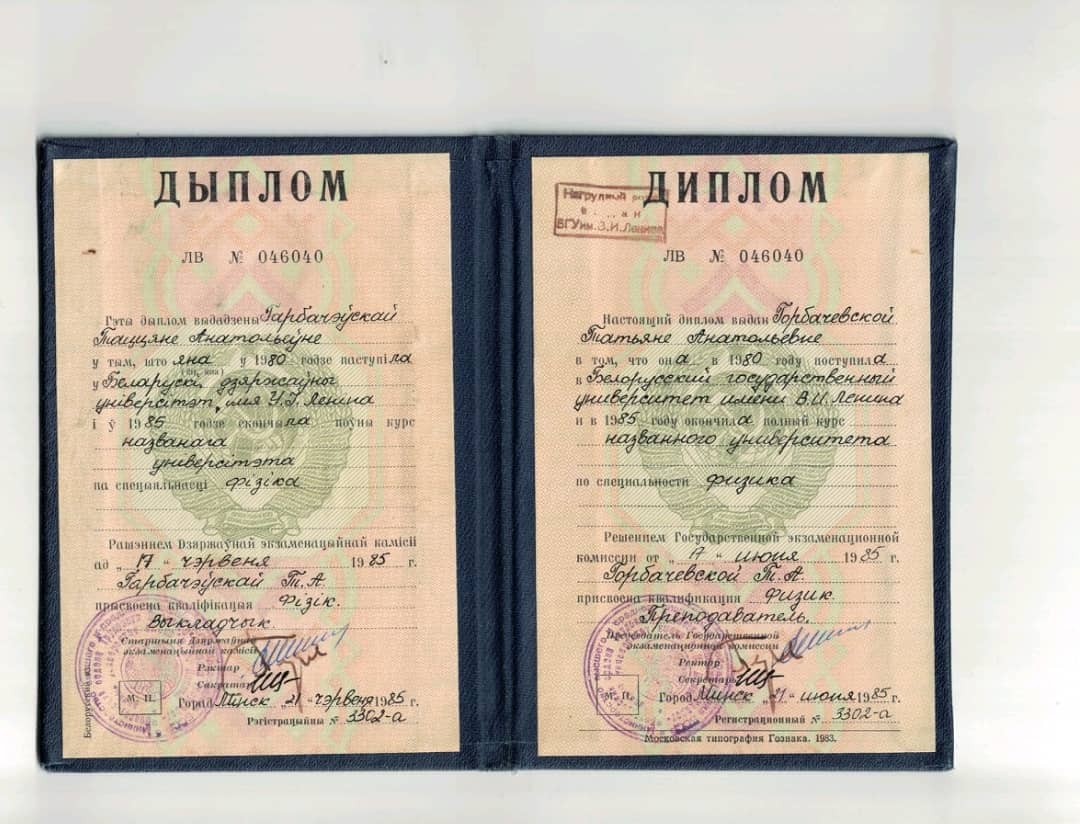 ДЫПЛОМ
ЛВ № 046040
Гэты дыплом выдадзены Гарбачэўскай
Таццяне Анатольеўне
у тым, што яна у 1980 годзе паступіла
(ён, яна)
у Беларускі дзяржаўны
універсітэт імя У.І. Леніна
і ў 1985 годзе скончыла поўны курс
названага
універсітэта
па спецыяльнасці фізіка
Рашэннем Дзяржаўнай экзаменацыйнай камісіі
ад „17“ чэрвеня 1985 г.
Гарбачэўскай Т. А
прысвоена кваліфікацыя Фізік.
Выкладчык.
Старшыня Дзяржаўнай
экзаменацыйнай камісіі
Рэктар
Сакратар
М. П.
Горад Мінск „21“ чэрвеня 1985 г.
Рэгістрацыйны № 3302-а
ДИПЛОМ
Нагрудный
ВГУ им. В.И. Ленина
ЛВ № 046040
Настоящий диплом выдан Горбачевской
Татьяне Анатольевне
в том, что она в 1980 году поступила
в Белорусский государственный
университет имени В.И. Ленина
и в 1985 году окончила полный курс
названного университета
по специальности физика
Решением Государственной экзаменационной
комиссии от „17“ июня 1985 г.
Горбачевской Т. А.
присвоена квалификация Физик.
Преподаватель.
Председатель Государственной
экзаменационной комиссии
Ректор
Секретарь
М. П.
Город Минск „21“ июня 1985 г.
Регистрационный № 3302-а
Московская типография Гознака. 1983.